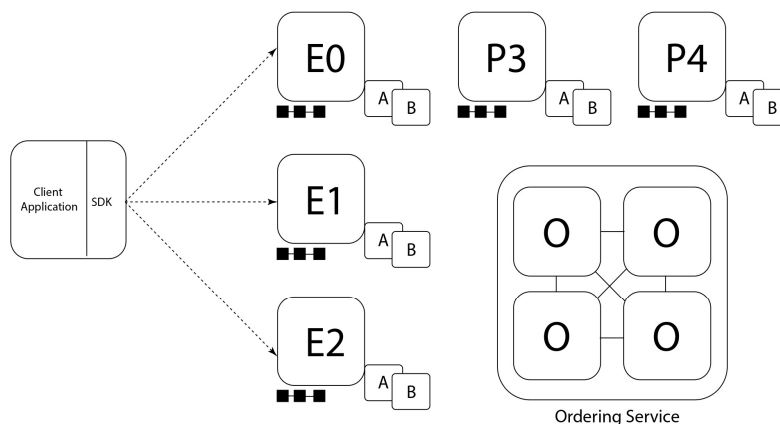 E0
A
B
P3
A
B
P4
A
B
Client
Application
SDK
E1
A
B
E2
A
B
O
O
O
O
Ordering Service